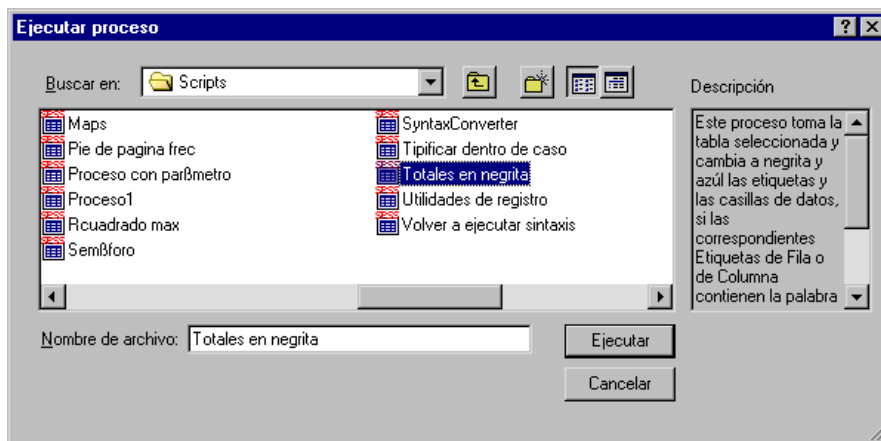 Ejecutar proceso
Buscar en:
Scripts
Descripción
Maps
Pie de pagina frec
Proceso con parßmetro
Proceso1
Rcuadrado max
Semßforo
SyntaxConverter
Tipificar dentro de caso
Totales en negrita
Utilidades de registro
Volver a ejecutar sintaxis
Este proceso toma la
tabla seleccionada y
cambia a negrita y
azúl las etiquetas y
las casillas de datos,
si las
correspondientes
Etiquetas de Fila o
de Columna
contienen la palabra
Nombre de archivo:
Totales en negrita
Ejecutar
Cancelar